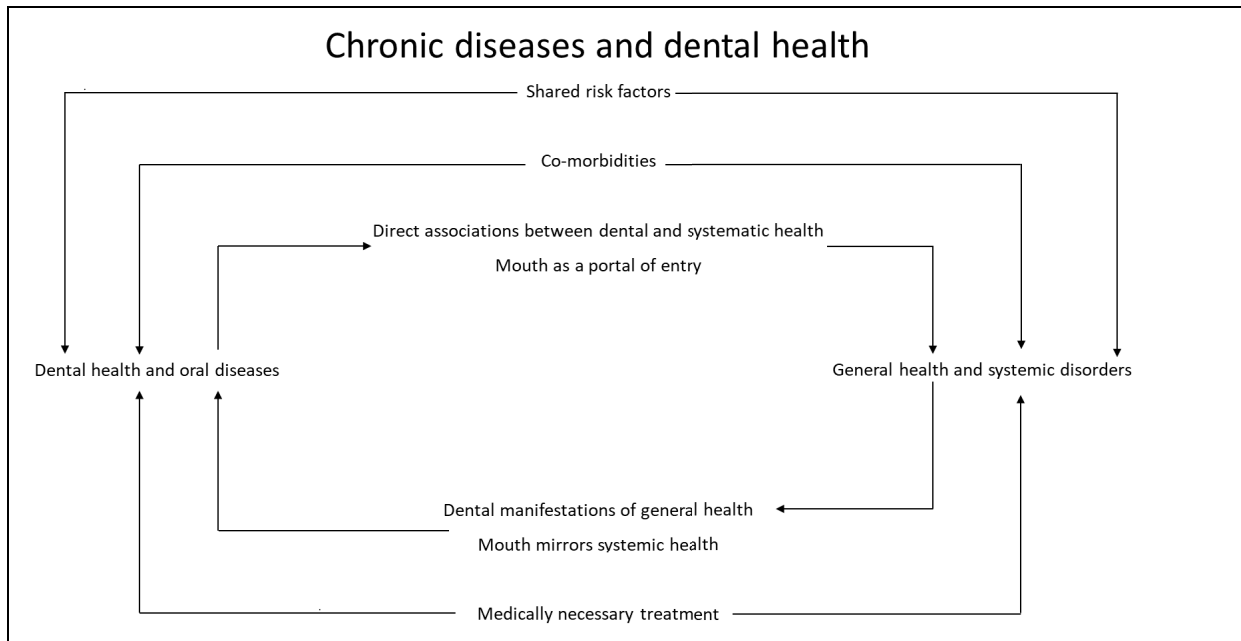 Chronic diseases and dental health
Shared risk factors
Co-morbidities
Direct associations between dental and systematic health
Mouth as a portal of entry
Dental health and oral diseases
General health and systemic disorders
Dental manifestations of general health
Mouth mirrors systemic health
Medically necessary treatment